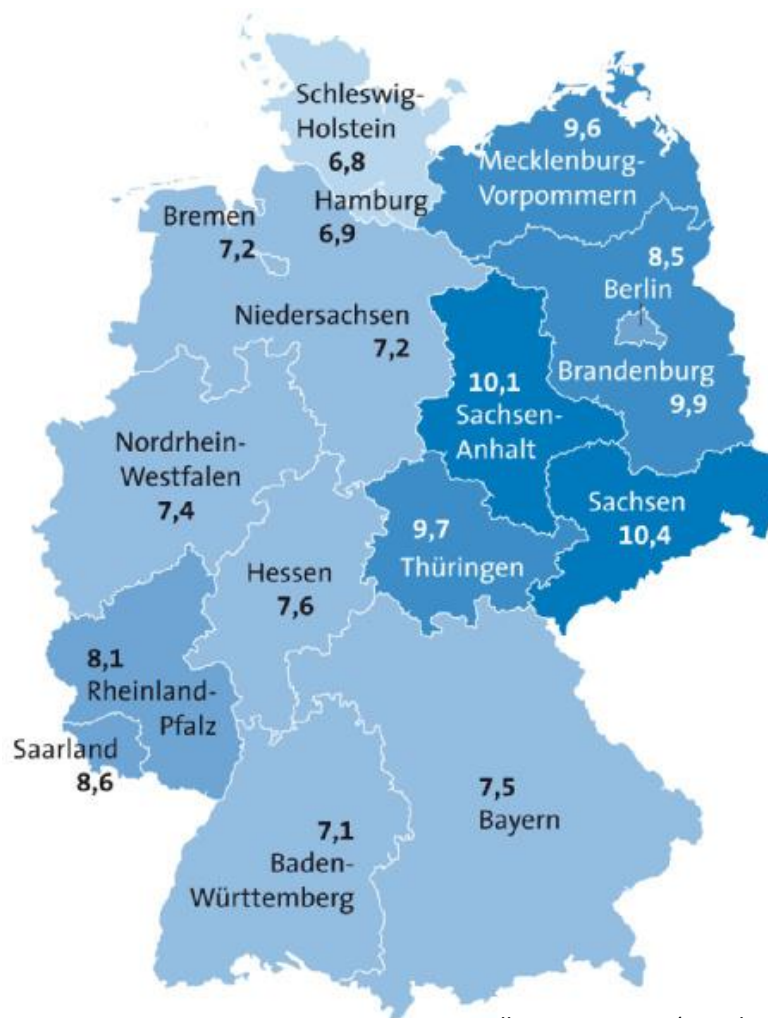 Schleswig-
Holstein
6,8
9,6
Mecklenburg-
Vorpommern
Hamburg
6,9
Bremen
7,2
8,5
Berlin
Niedersachsen
7,2
10,1
Sachsen-
Anhalt
Brandenburg
9,9
Nordrhein-
Westfalen
7,4
Sachsen
10,4
9,7
Thüringen
Hessen
7,6
8,1
Rheinland-
Pfalz
Saarland
8,6
7,5
Bayern
7,1
Baden-
Württemberg